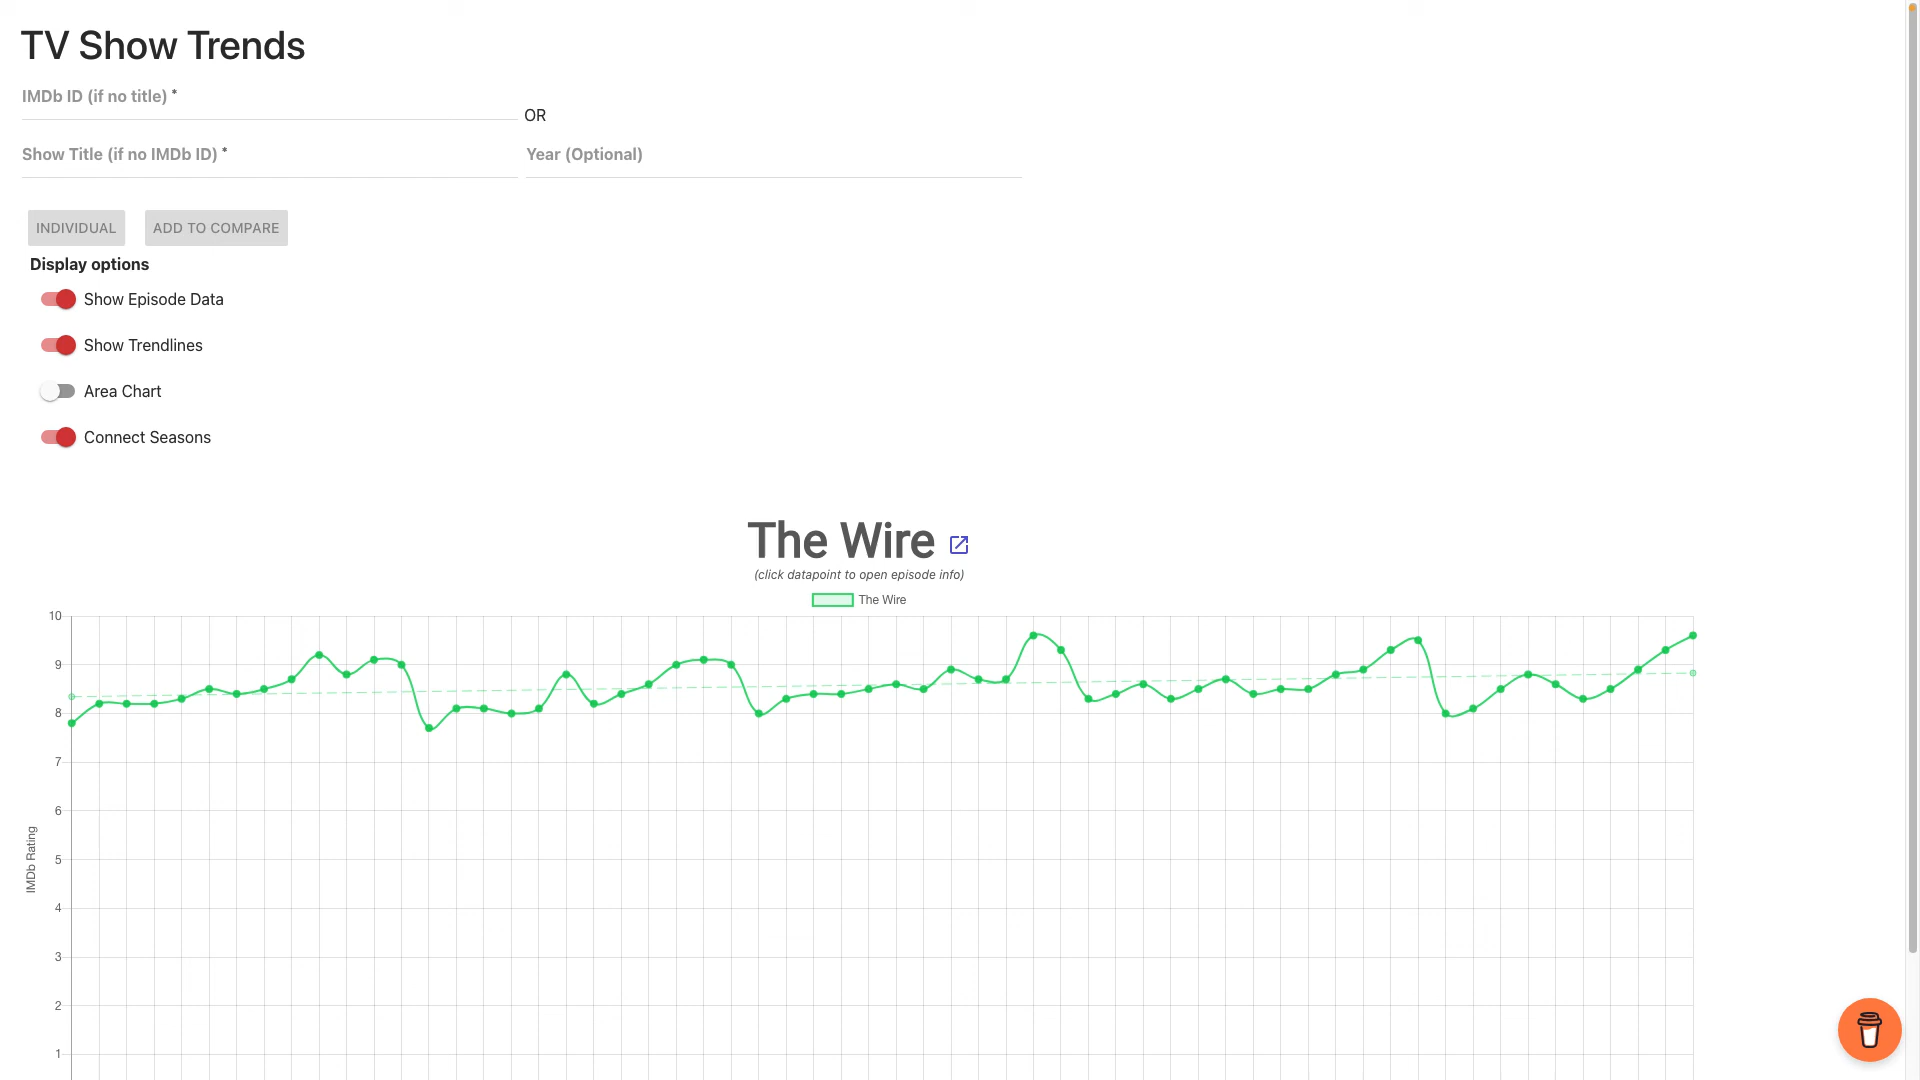 TV Show Trends
IMDb ID (if no title) *
OR
Show Title (if no IMDb ID) *
Year (Optional)
INDIVIDUAL
ADD TO COMPARE
Display options
Show Episode Data
Show Trendlines
Area Chart
Connect Seasons
The Wire
(click datapoint to open episode info)
The Wire
10
9
8
7
6
5
4
3
2
1
IMDb Rating